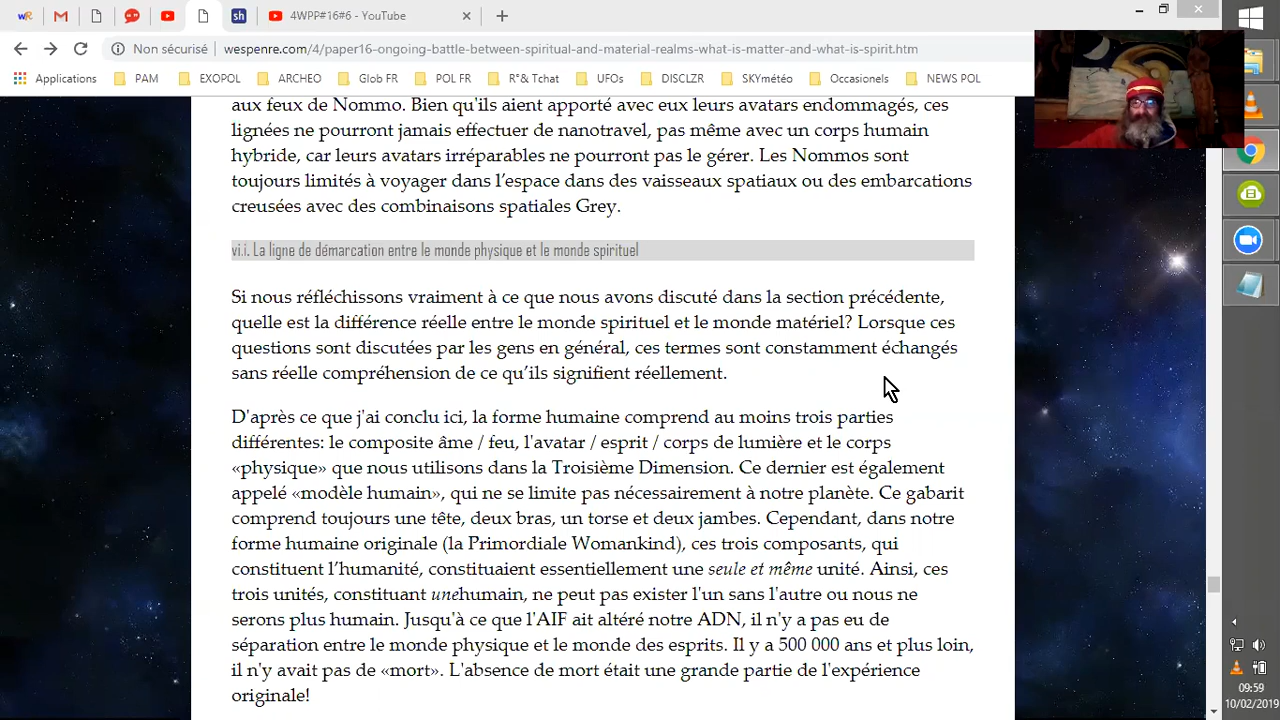 4WPP#16#6 - YouTube
Non sécurisé wespenre.com/4/paper16-ongoing-battle-between-spiritual-and-material-realms-what-is-matter-and-what-is-spirit.htm
Applications PAM EXOPOL ARCHEO Glob FR POL FR R°& Tchat UFOs DISCLZR SKYmétéo Occasionels NEWS POL
aux feux de Nommo. Bien qu'ils aient apporté avec eux leurs avatars endommagés, ces
lignées ne pourront jamais effectuer de nanotravel, pas même avec un corps humain
hybride, car leurs avatars irréparables ne pourront pas le gérer. Les Nommos sont
toujours limités à voyager dans l'espace dans des vaisseaux spatiaux ou des embarcations
creusées avec des combinaisons spatiales Grey.
vi.i. La ligne de démarcation entre le monde physique et le monde spirituel
Si nous réfléchissons vraiment à ce que nous avons discuté dans la section précédente,
quelle est la différence réelle entre le monde spirituel et le monde matériel? Lorsque ces
questions sont discutées par les gens en général, ces termes sont constamment échangés
sans réelle compréhension de ce qu'ils signifient réellement.
D'après ce que j'ai conclu ici, la forme humaine comprend au moins trois parties
différentes: le composite âme / feu, l'avatar / esprit / corps de lumière et le corps
«physique» que nous utilisons dans la Troisième Dimension. Ce dernier est également
appelé «modèle humain», qui ne se limite pas nécessairement à notre planète. Ce gabarit
comprend toujours une tête, deux bras, un torse et deux jambes. Cependant, dans notre
forme humaine originale (la Primordiale Womankind), ces trois composants, qui
constituent l'humanité, constituaient essentiellement une seule et même unité. Ainsi, ces
trois unités, constituant unehumain, ne peut pas exister l'un sans l'autre ou nous ne
serons plus humain. Jusqu'à ce que l'AIF ait altéré notre ADN, il n'y a pas eu de
séparation entre le monde physique et le monde des esprits. Il y a 500 000 ans et plus loin,
il n'y avait pas de «mort». L'absence de mort était une grande partie de l'expérience
originale!
09:59
10/02/2019